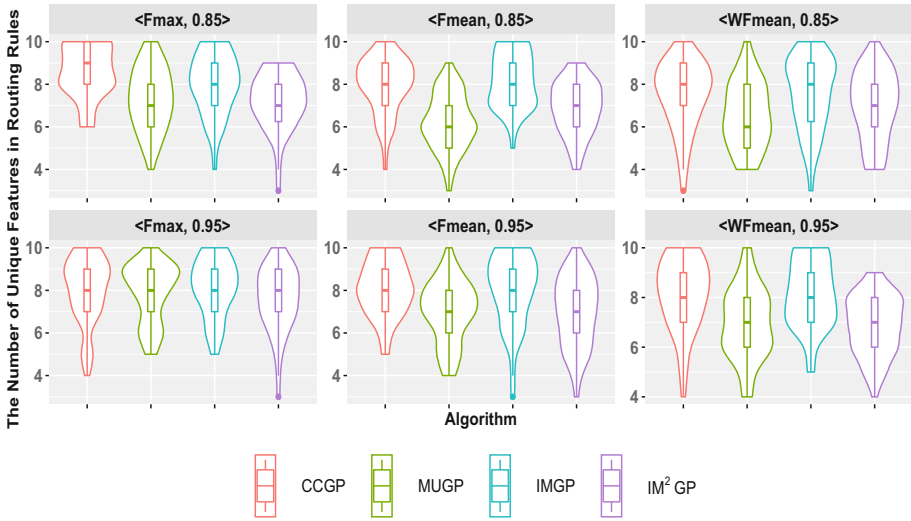 The Number of Unique Features in Routing Rules
<Fmax, 0.85>
<Fmean, 0.85>
<WFmean, 0.85>
10
8
6
4
10
8
6
4
10
8
6
4
<Fmax, 0.95>
<Fmean, 0.95>
<WFmean, 0.95>
10
8
6
4
10
8
6
4
10
8
6
4
Algorithm
CCGP MUGP IMGP IM² GP